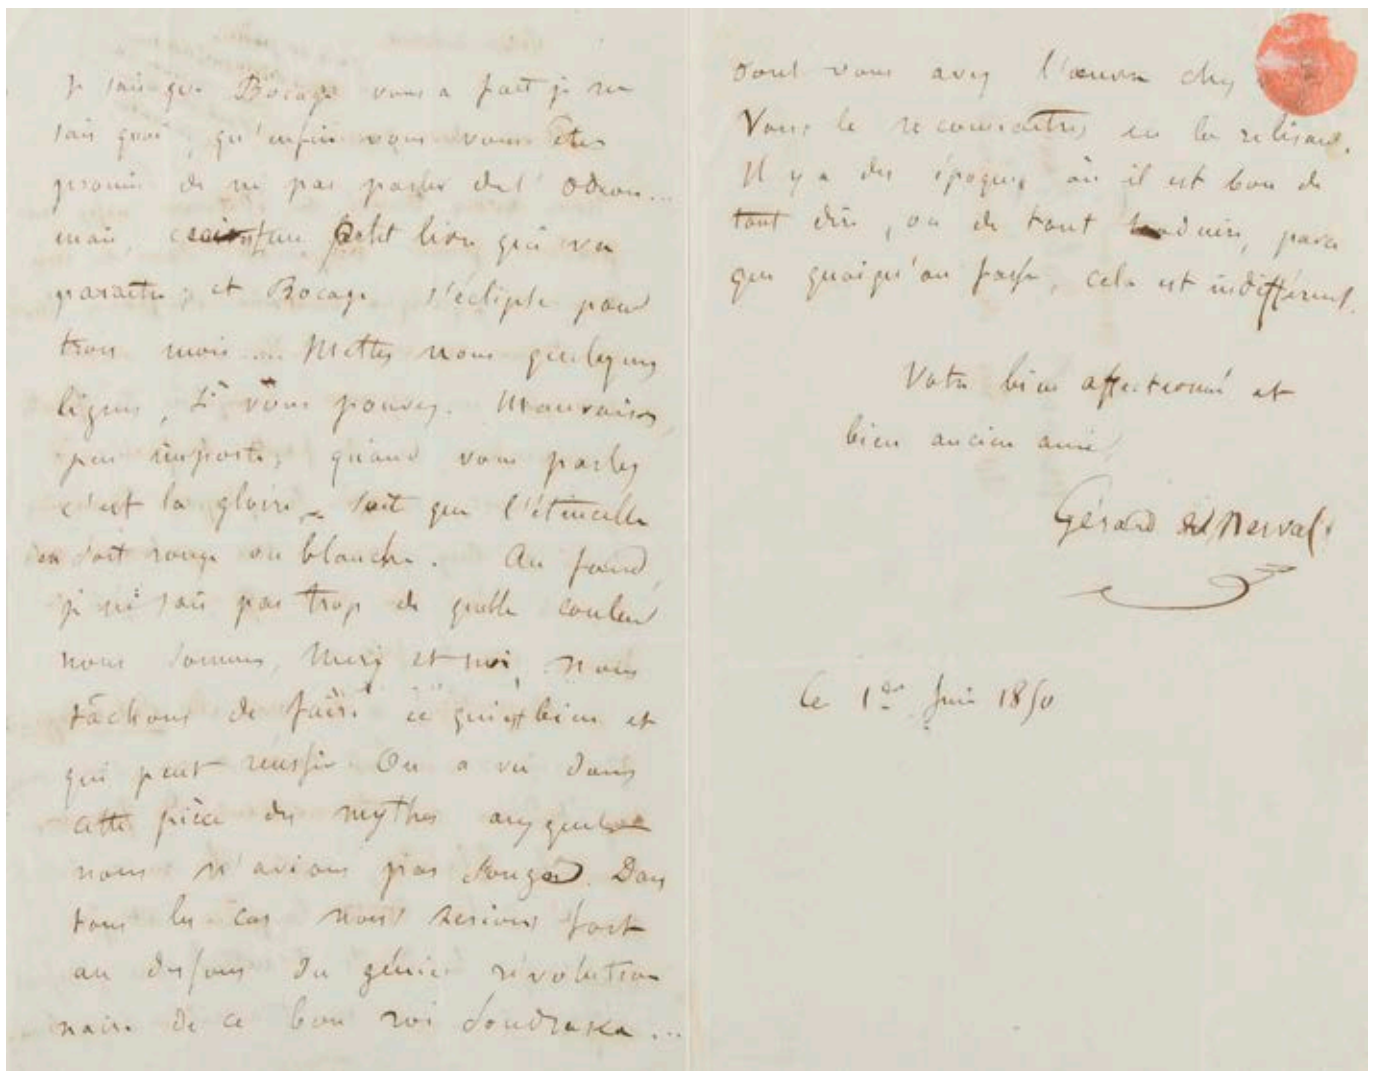 Je sais que Bocage vous a fait je ne
sais quoi, qu'enfin vous vous êtes
promis de ne pas parler de l'Odéon...
mais, c'est un petit livre qui va
paraître, et Bocage s'éclipse pour
trois mois... Mettez nous quelques
lignes, si vous pouvez. Mauvaises,
peu importe, quand vous parlez
c'est la gloire, – soit que l'étincelle
en soit rouge ou blanche. Au fond,
je ne sais pas trop de quelle couleur
nous sommes, Méry et moi, nous
tâchons de faire ce qui est bien et
qui peut réussir. On a vu dans
cette pièce des mythes auxquels
nous n'avions pas songé. Dans
tous les cas nous serions fort
au dessous du génie révolution
naire de ce bon roi Soudraka...
dont vous avez l'œuvre chez
Vous le reconnaîtrez en la relisant.
Il y a des époques où il est bon de
tout dire, ou de tout traduire, parce
que quoiqu'on fasse, cela est indifférent.
Votre bien affectionné et
bien ancien ami
Gérard de Nerval
le 1er Juin 1850